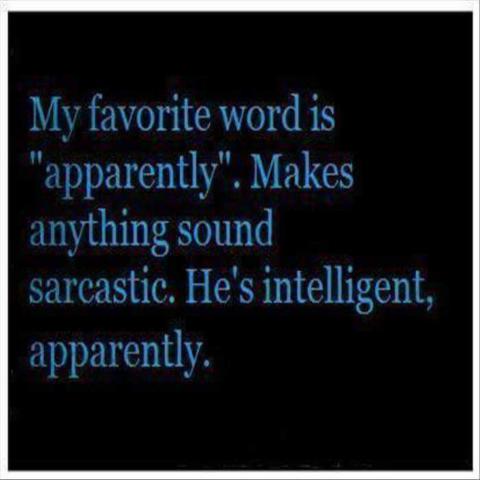 My favorite word is
"apparently". Makes
anything sound
sarcastic. He's intelligent,
apparently.